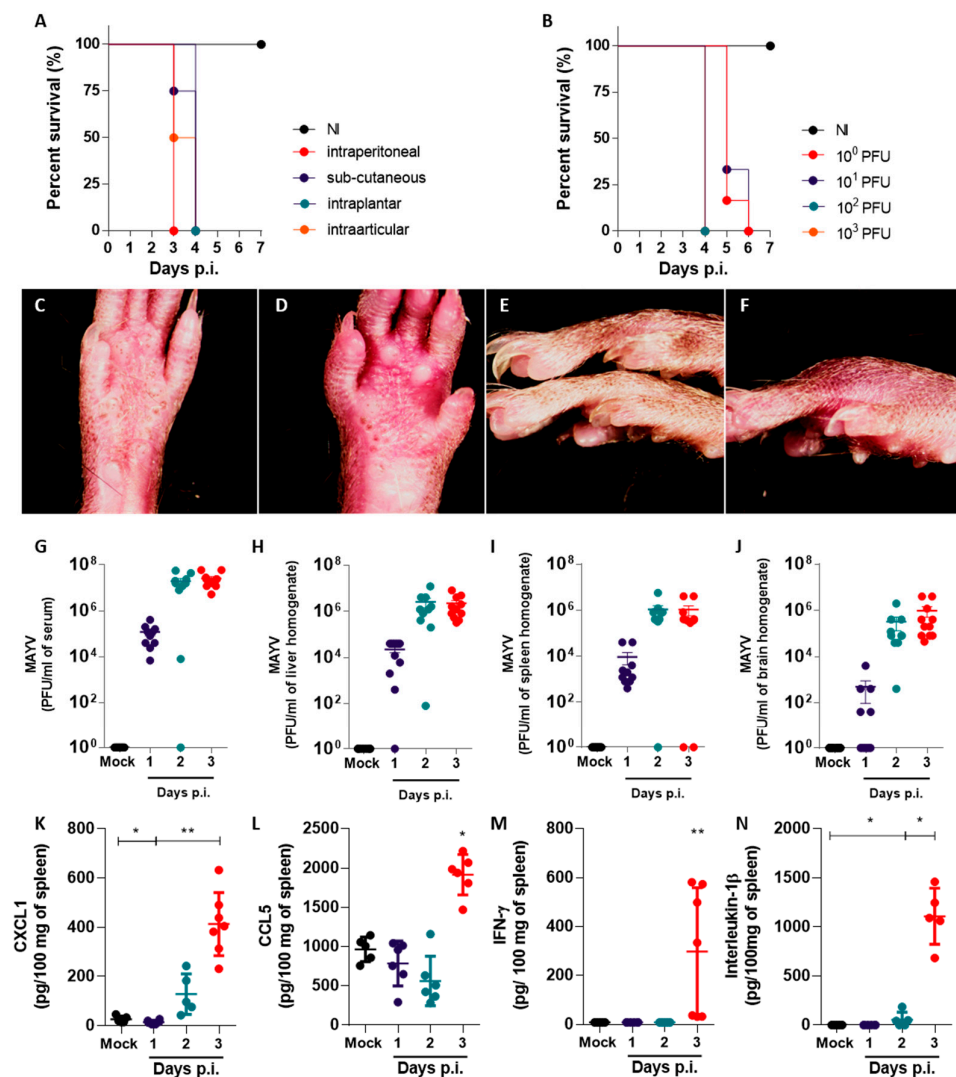 A
Percent survival (%)
100
75
50
25
0
0 1 2 3 4 5 6 7
Days p.i.
NI
intraperitoneal
sub-cutaneous
intraplantar
intraarticular
B
Percent survival (%)
100
75
50
25
0
0 1 2 3 4 5 6 7
Days p.i.
NI
10⁰ PFU
10¹ PFU
10² PFU
10³ PFU
C
D
E
F
G
MAYV
(PFU/ml of serum)
10⁸
10⁶
10⁴
10²
10⁰
Mock 1 2 3
Days p.i.
H
MAYV
(PFU/ml of liver homogenate)
10⁸
10⁶
10⁴
10²
10⁰
Mock 1 2 3
Days p.i.
I
MAYV
(PFU/ml of spleen homogenate)
10⁸
10⁶
10⁴
10²
10⁰
Mock 1 2 3
Days p.i.
J
MAYV
(PFU/ml of brain homogenate)
10⁸
10⁶
10⁴
10²
10⁰
Mock 1 2 3
Days p.i.
K
CXCL1
(pg/100 mg of spleen)
800
600
400
200
0
* **
Mock 1 2 3
Days p.i.
L
CCL5
(pg/100 mg of spleen)
2500
2000
1500
1000
500
0
*
Mock 1 2 3
Days p.i.
M
IFN-γ
(pg/ 100 mg of spleen)
800
600
400
200
0
**
Mock 1 2 3
Days p.i.
N
Interleukin-1β
(pg/100mg of spleen)
2000
1500
1000
500
0
* *
Mock 1 2 3
Days p.i.